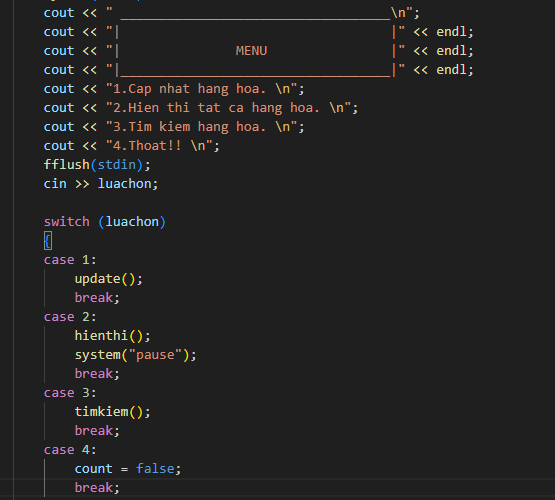 cout << " __________________________________\n";
cout << "|                                  |" << endl;
cout << "|               MENU               |" << endl;
cout << "|__________________________________|" << endl;
cout << "1.Cap nhat hang hoa. \n";
cout << "2.Hien thi tat ca hang hoa. \n";
cout << "3.Tim kiem hang hoa. \n";
cout << "4.Thoat!! \n";
fflush(stdin);
cin >> luachon;
switch (luachon)
{
case 1:
    update();
    break;
case 2:
    hienthi();
    system("pause");
    break;
case 3:
    timkiem();
    break;
case 4:
    count = false;
    break;